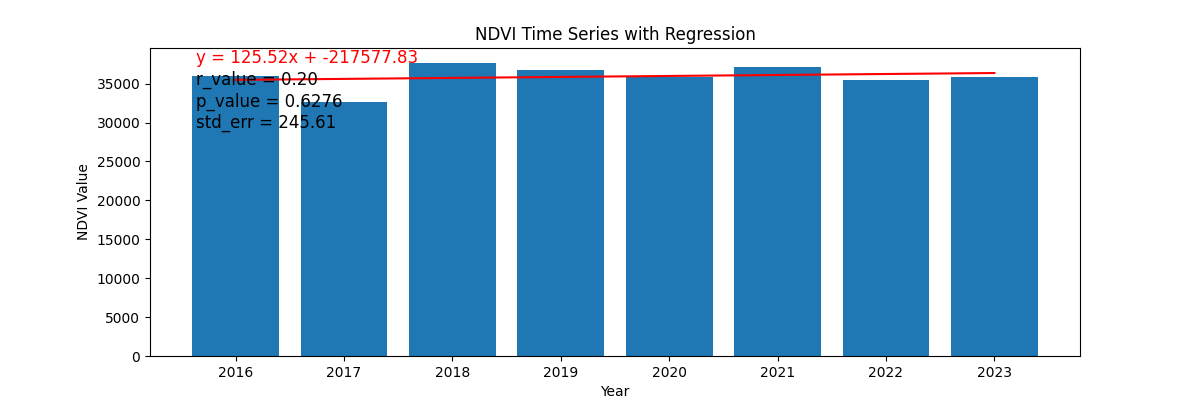 NDVI Time Series with Regression
y = 125.52x + -217577.83
r_value = 0.20
p_value = 0.6276
std_err = 245.61
35000
30000
25000
20000
15000
10000
5000
0
NDVI Value
2016 2017 2018 2019 2020 2021 2022 2023
Year